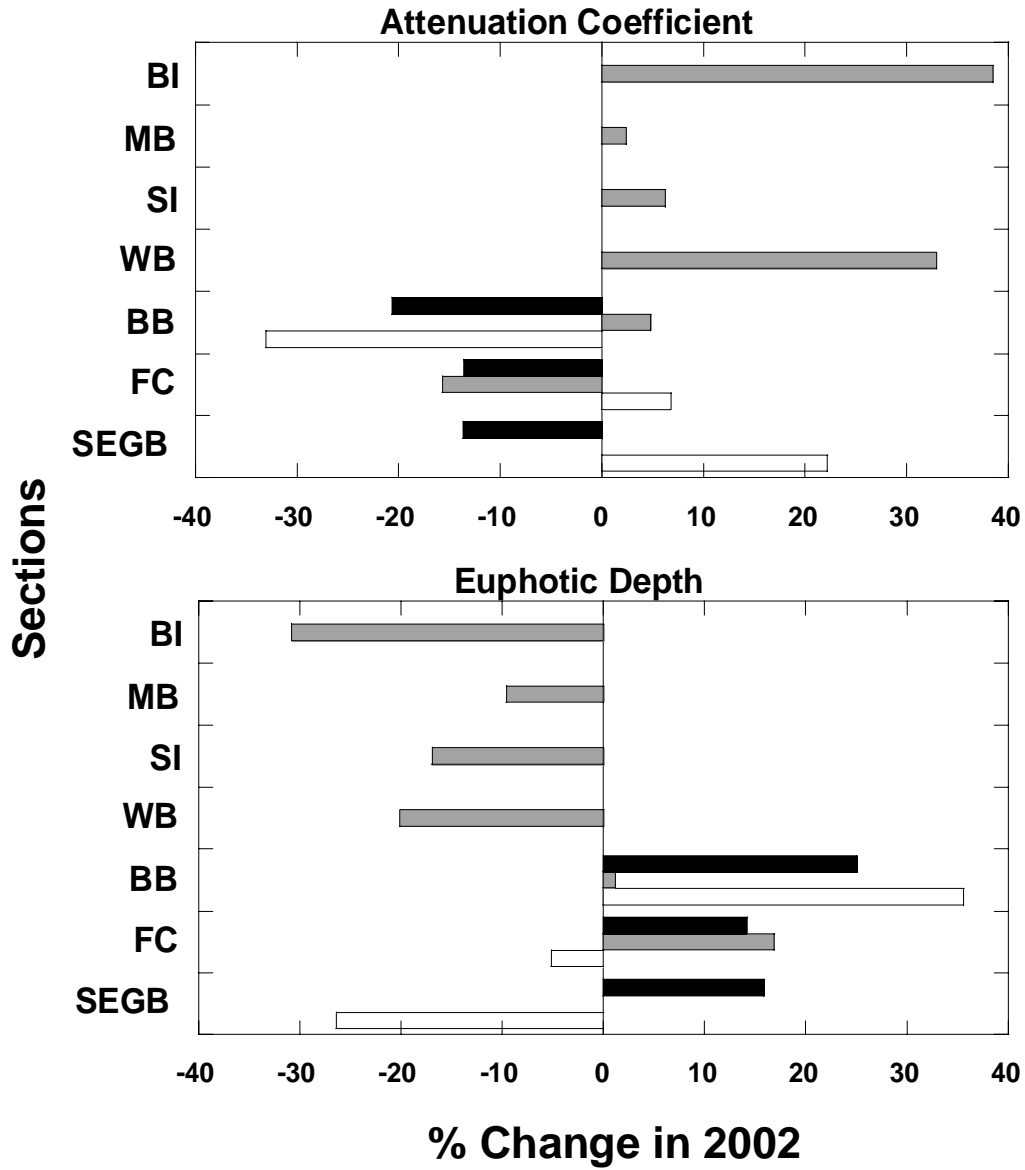 Attenuation Coefficient
BI
MB
SI
WB
BB
FC
SEGB
-40 -30 -20 -10 0 10 20 30 40
Sections
Euphotic Depth
BI
MB
SI
WB
BB
FC
SEGB
-40 -30 -20 -10 0 10 20 30 40
% Change in 2002